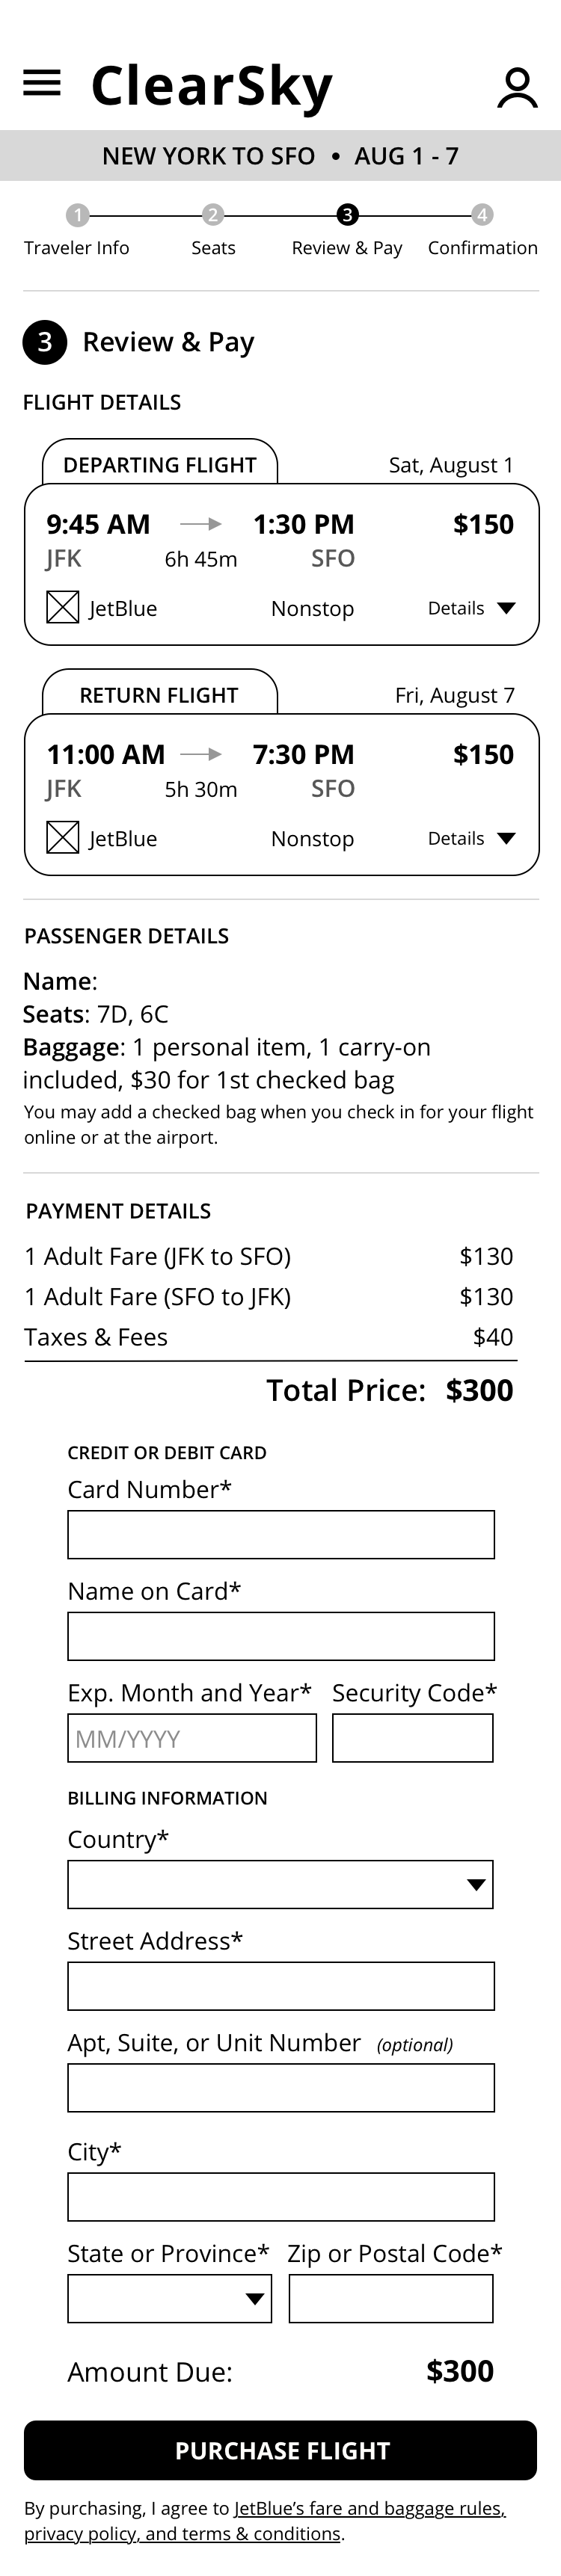 ClearSky
NEW YORK TO SFO • AUG 1 - 7
1 2 3 4
Traveler Info Seats Review & Pay Confirmation
3 Review & Pay
FLIGHT DETAILS
DEPARTING FLIGHT Sat, August 1
9:45 AM 1:30 PM $150
JFK 6h 45m SFO
JetBlue Nonstop Details
RETURN FLIGHT Fri, August 7
11:00 AM 7:30 PM $150
JFK 5h 30m SFO
JetBlue Nonstop Details
PASSENGER DETAILS
Name:
Seats: 7D, 6C
Baggage: 1 personal item, 1 carry-on
included, $30 for 1st checked bag
You may add a checked bag when you check in for your flight
online or at the airport.
PAYMENT DETAILS
1 Adult Fare (JFK to SFO) $130
1 Adult Fare (SFO to JFK) $130
Taxes & Fees $40
Total Price: $300
CREDIT OR DEBIT CARD
Card Number*
Name on Card*
Exp. Month and Year* Security Code*
MM/YYYY
BILLING INFORMATION
Country*
Street Address*
Apt, Suite, or Unit Number (optional)
City*
State or Province* Zip or Postal Code*
Amount Due: $300
PURCHASE FLIGHT
By purchasing, I agree to JetBlue’s fare and baggage rules,
privacy policy, and terms & conditions.